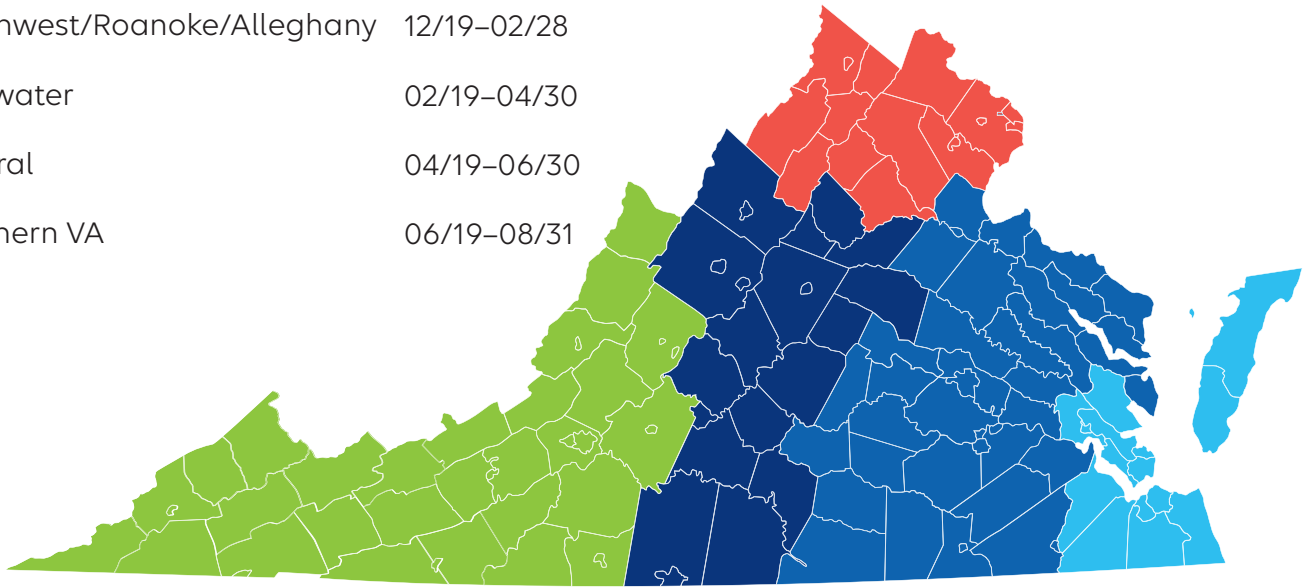 nwest/Roanoke/Alleghany 12/19–02/28
water 02/19–04/30
ral 04/19–06/30
hern VA 06/19–08/31